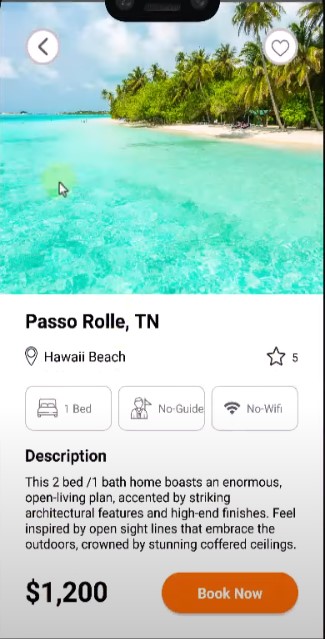 Passo Rolle, TN
Hawaii Beach
5
1 Bed
No-Guide
No-Wifi
Description
This 2 bed /1 bath home boasts an enormous,
open-living plan, accented by striking
architectural features and high-end finishes. Feel
inspired by open sight lines that embrace the
outdoors, crowned by stunning coffered ceilings.
$1,200
Book Now